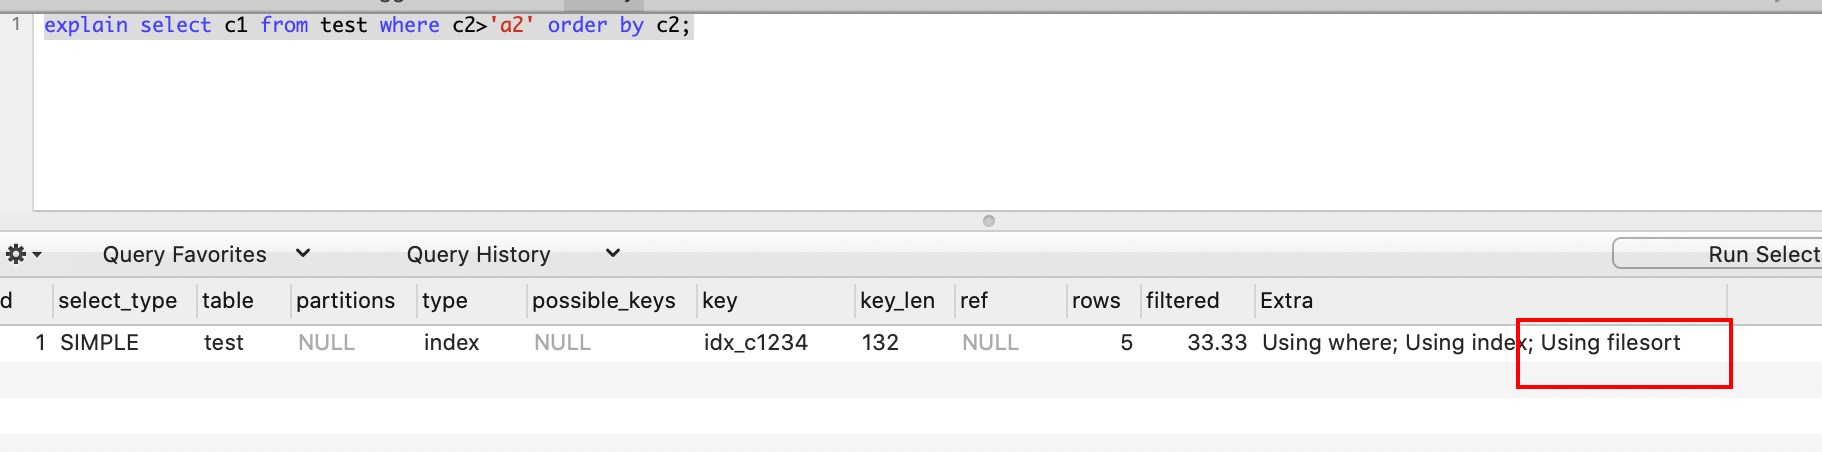 1 explain select c1 from test where c2>'a2' order by c2;
Query Favorites Query History Run Select
d select_type table partitions type possible_keys key key_len ref rows filtered Extra
1 SIMPLE test NULL index NULL idx_c1234 132 NULL 5 33.33 Using where; Using index; Using filesort